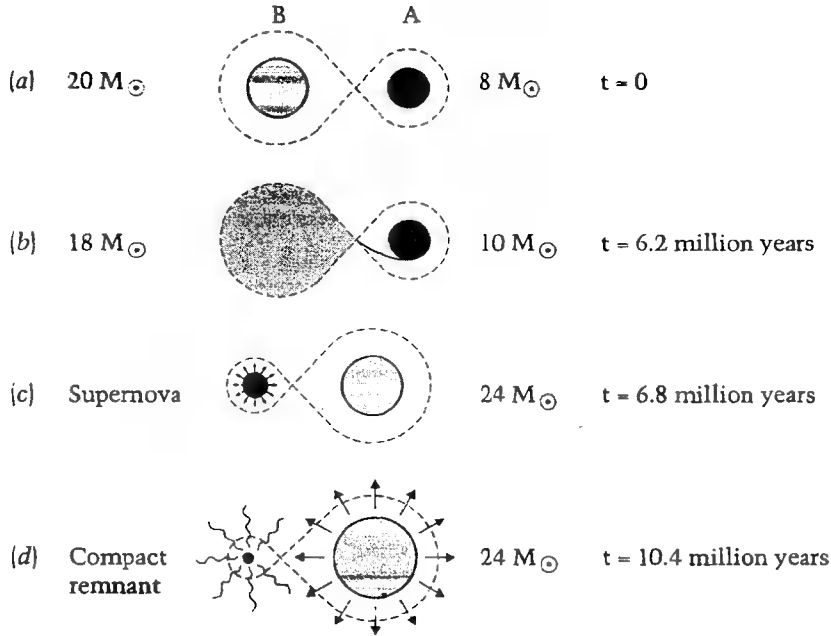 B A
(a) 20 M☉ 8 M☉ t = 0
(b) 18 M☉ 10 M☉ t = 6.2 million years
(c) Supernova 24 M☉ t = 6.8 million years
(d) Compact 24 M☉ t = 10.4 million years
remnant